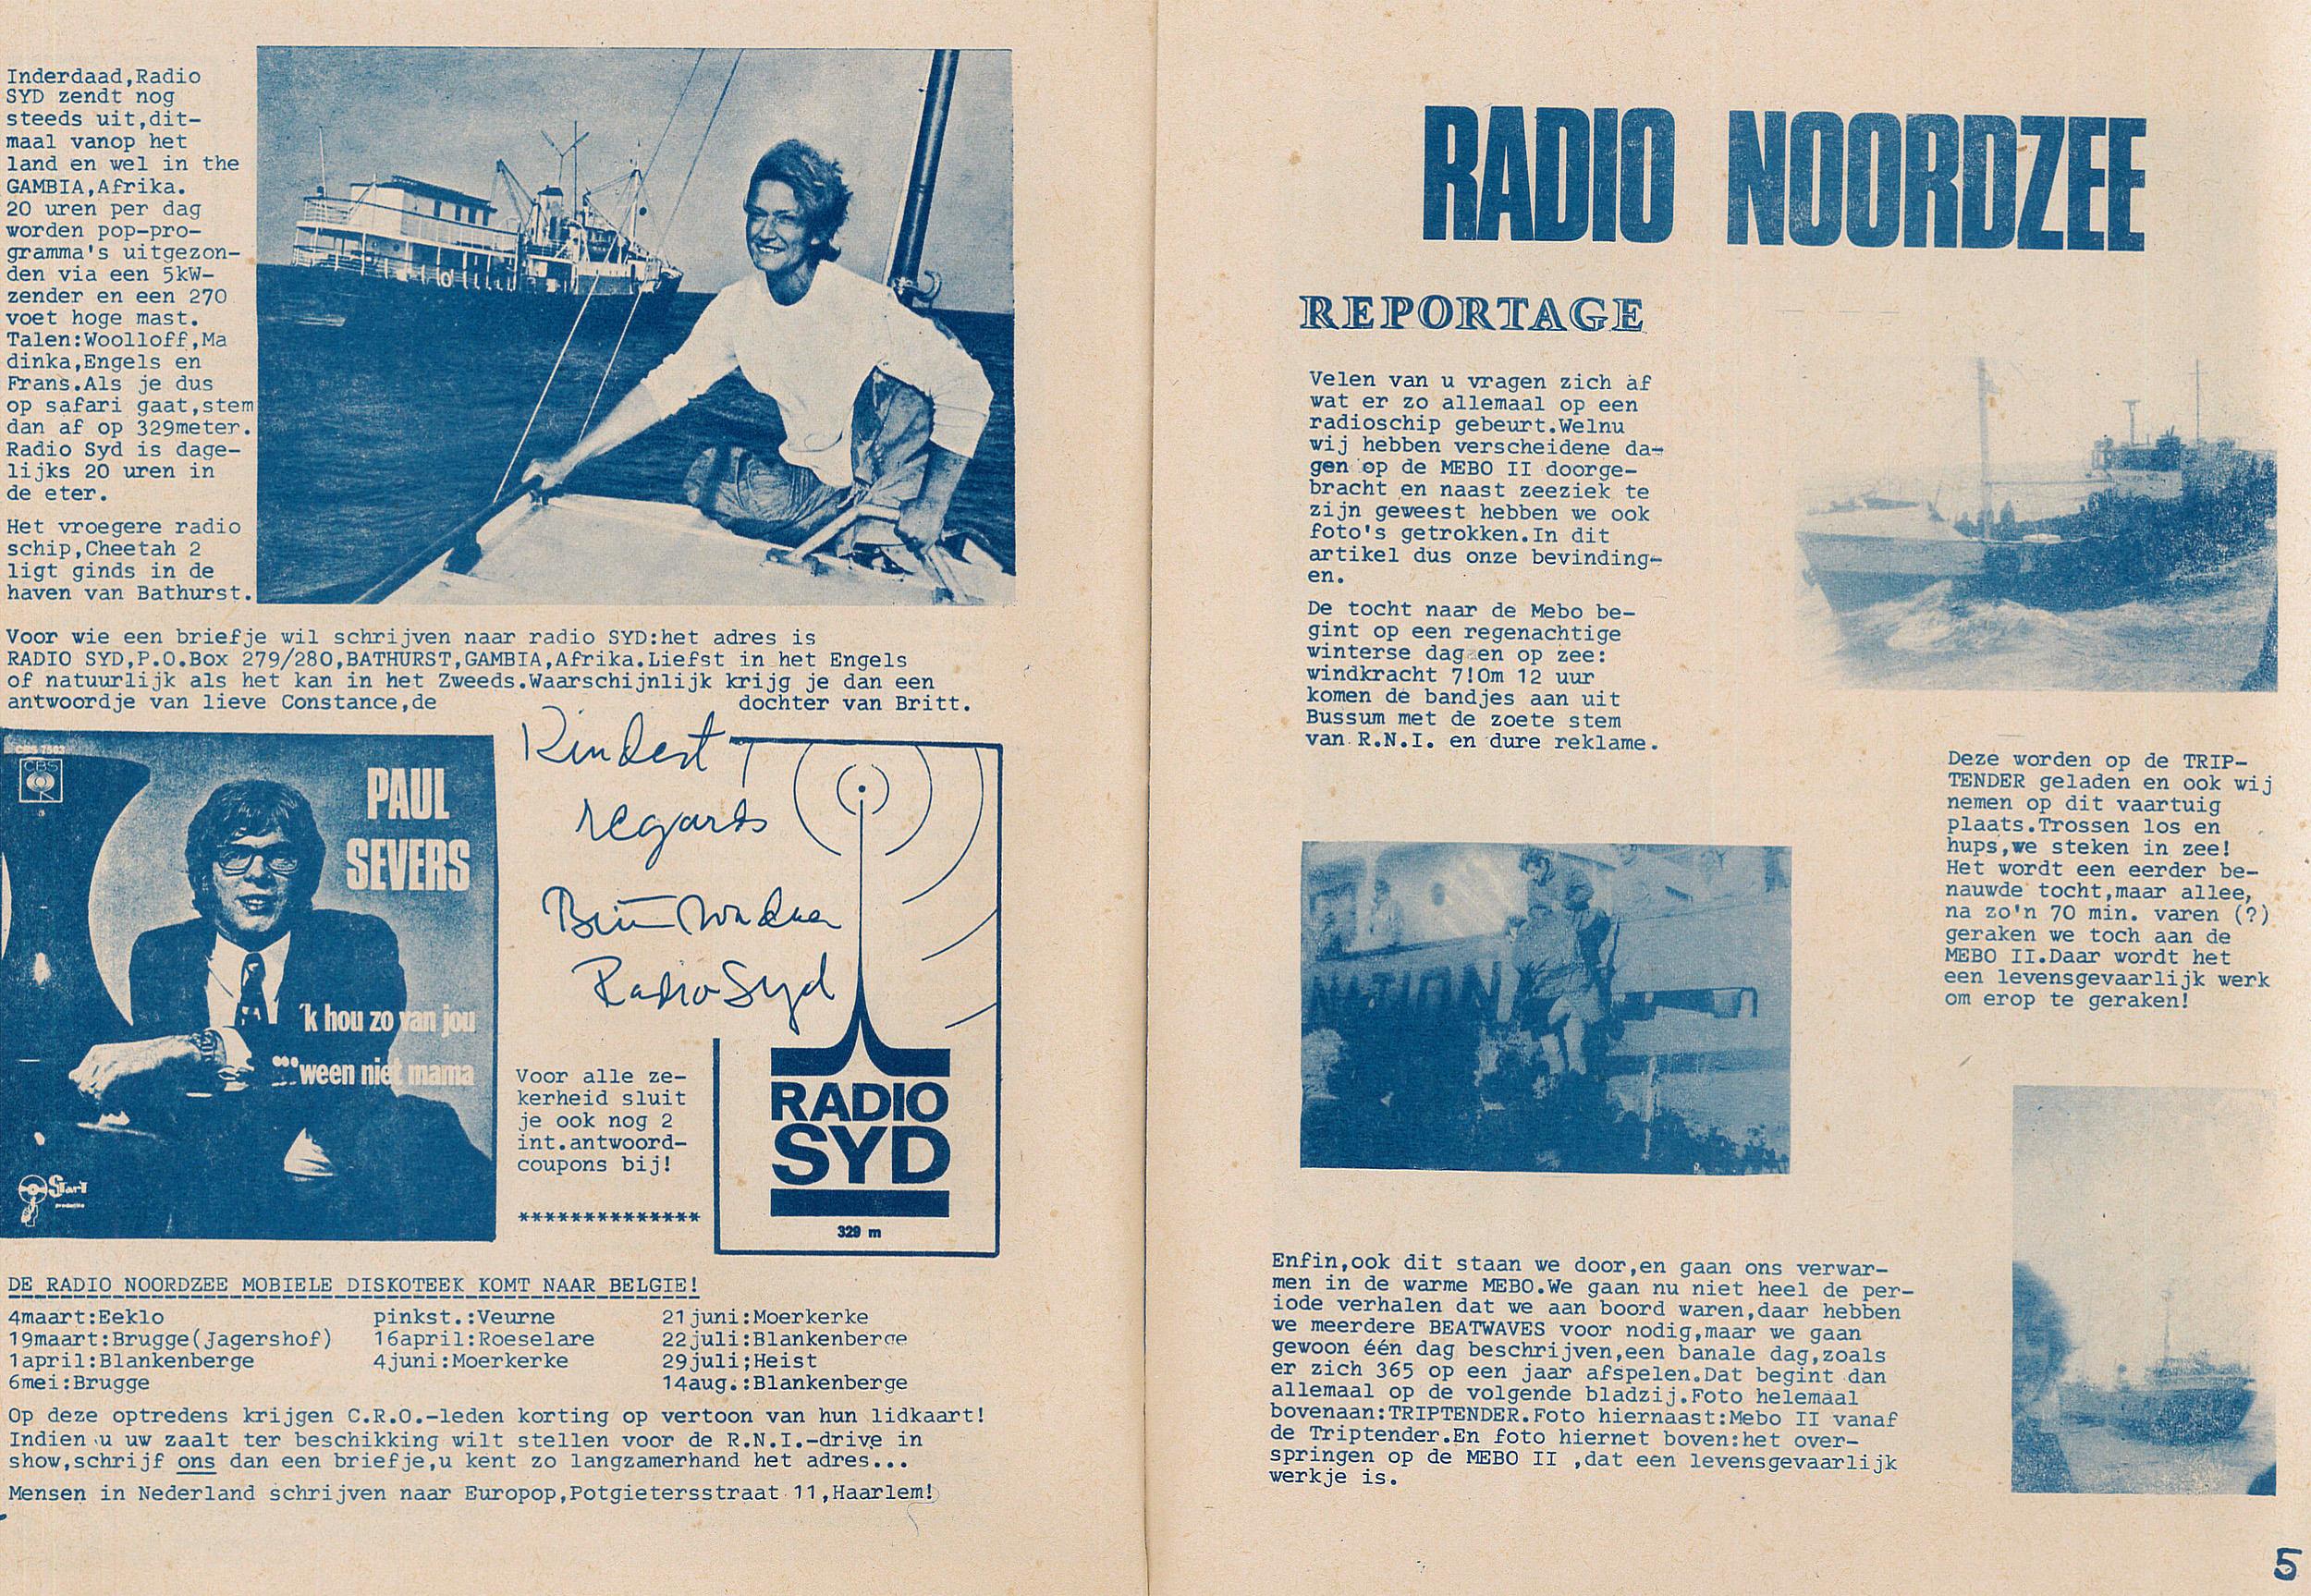 Inderdaad,Radio
SYD zendt nog
steeds uit,dit-
maal vanop het
land en wel in the
GAMBIA,Afrika.
20 uren per dag
worden pop-pro-
gramma's uitgezon-
den via een 5kW-
zender en een 270
voet hoge mast.
Talen:Woolloff,Ma
dinka,Engels en
Frans.Als je dus
op safari gaat,stem
dan af op 329meter.
Radio Syd is dage-
lijks 20 uren in
de eter.
Het vroegere radio
schip,Cheetah 2
ligt ginds in de
haven van Bathurst.
Voor wie een briefje wil schrijven naar radio SYD:het adres is
RADIO SYD,P.O.Box 279/280,BATHURST,GAMBIA,Afrika.Liefst in het Engels
of natuurlijk als het kan in het Zweeds.Waarschijnlijk krijg je dan een
antwoordje van lieve Constance,de dochter van Britt.
CBS 7563
CBS
PAUL
SEVERS
'k hou zo van jou
ween niet mama
Start
Kindest
regards
Britt Wadner
Radio Syd
Voor alle ze-
kerheid sluit
je ook nog 2
int.antwoord-
coupons bij!
**************
RADIO
SYD
329 m
DE RADIO NOORDZEE MOBIELE DISKOTEEK KOMT NAAR BELGIE!
4maart:Eeklo pinkst.:Veurne 21juni:Moerkerke
19maart:Brugge(Jagershof) 16april:Roeselare 22juli:Blankenberge
1april:Blankenberge 4juni:Moerkerke 29juli;Heist
6mei:Brugge 14aug.:Blankenberge
Op deze optredens krijgen C.R.O.-leden korting op vertoon van hun lidkaart!
Indien u uw zaalt ter beschikking wilt stellen voor de R.N.I.-drive in
show,schrijf ons dan een briefje,u kent zo langzamerhand het adres...
Mensen in Nederland schrijven naar Europop,Potgietersstraat 11,Haarlem!
RADIO NOORDZEE
REPORTAGE
Velen van u vragen zich af
wat er zo allemaal op een
radioschip gebeurt.Welnu
wij hebben verscheidene da-
gen op de MEBO II doorge-
bracht en naast zeeziek te
zijn geweest hebben we ook
foto's getrokken.In dit
artikel dus onze bevinding-
en.
De tocht naar de Mebo be-
gint op een regenachtige
winterse dag en op zee:
windkracht 7!Om 12 uur
komen de bandjes aan uit
Bussum met de zoete stem
van R.N.I. en dure reklame.
Deze worden op de TRIP-
TENDER geladen en ook wij
nemen op dit vaartuig
plaats.Trossen los en
hups,we steken in zee!
Het wordt een eerder be-
nauwde tocht,maar allee,
na zo'n 70 min. varen (?)
geraken we toch aan de
MEBO II.Daar wordt het
een levensgevaarlijk werk
om erop te geraken!
NATION
Enfin,ook dit staan we door,en gaan ons verwar-
men in de warme MEBO.We gaan nu niet heel de per-
iode verhalen dat we aan boord waren,daar hebben
we meerdere BEATWAVES voor nodig,maar we gaan
gewoon één dag beschrijven,een banale dag,zoals
er zich 365 op een jaar afspelen.Dat begint dan
allemaal op de volgende bladzij.Foto helemaal
bovenaan:TRIPTENDER.Foto hiernaast:Mebo II vanaf
de Triptender.En foto hiernet boven:het over-
springen op de MEBO II ,dat een levensgevaarlijk
werkje is.
5